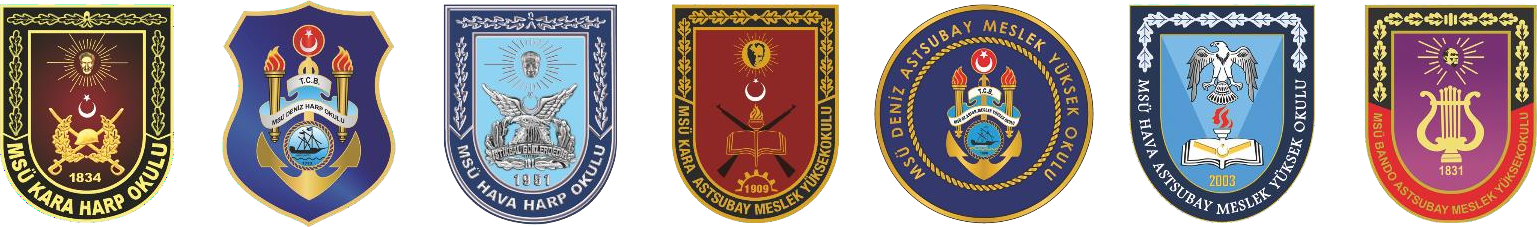 1834
MSÜ KARA HARP OKULU
T.C.B.
MSÜ DENİZ HARP OKULU
1951
MSÜ HAVA HARP OKULU
1909
MSÜ KARA ASTSUBAY MESLEK YÜKSEKOKULU
MSÜ DENİZ ASTSUBAY MESLEK YÜKSEK OKULU
T.C.B.
2003
MSÜ HAVA ASTSUBAY MESLEK YÜKSEK OKULU
1831
MSÜ BANDO ASTSUBAY MESLEK YÜKSEKOKULU